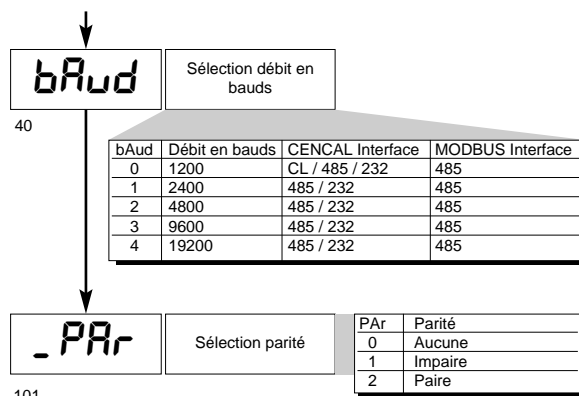 bAud
Sélection débit en
bauds
40
bAud Débit en bauds CENCAL Interface MODBUS Interface
0 1200 CL / 485 / 232 485
1 2400 485 / 232 485
2 4800 485 / 232 485
3 9600 485 / 232 485
4 19200 485 / 232 485
_PAr
Sélection parité
PAr Parité
0 Aucune
1 Impaire
2 Paire
101